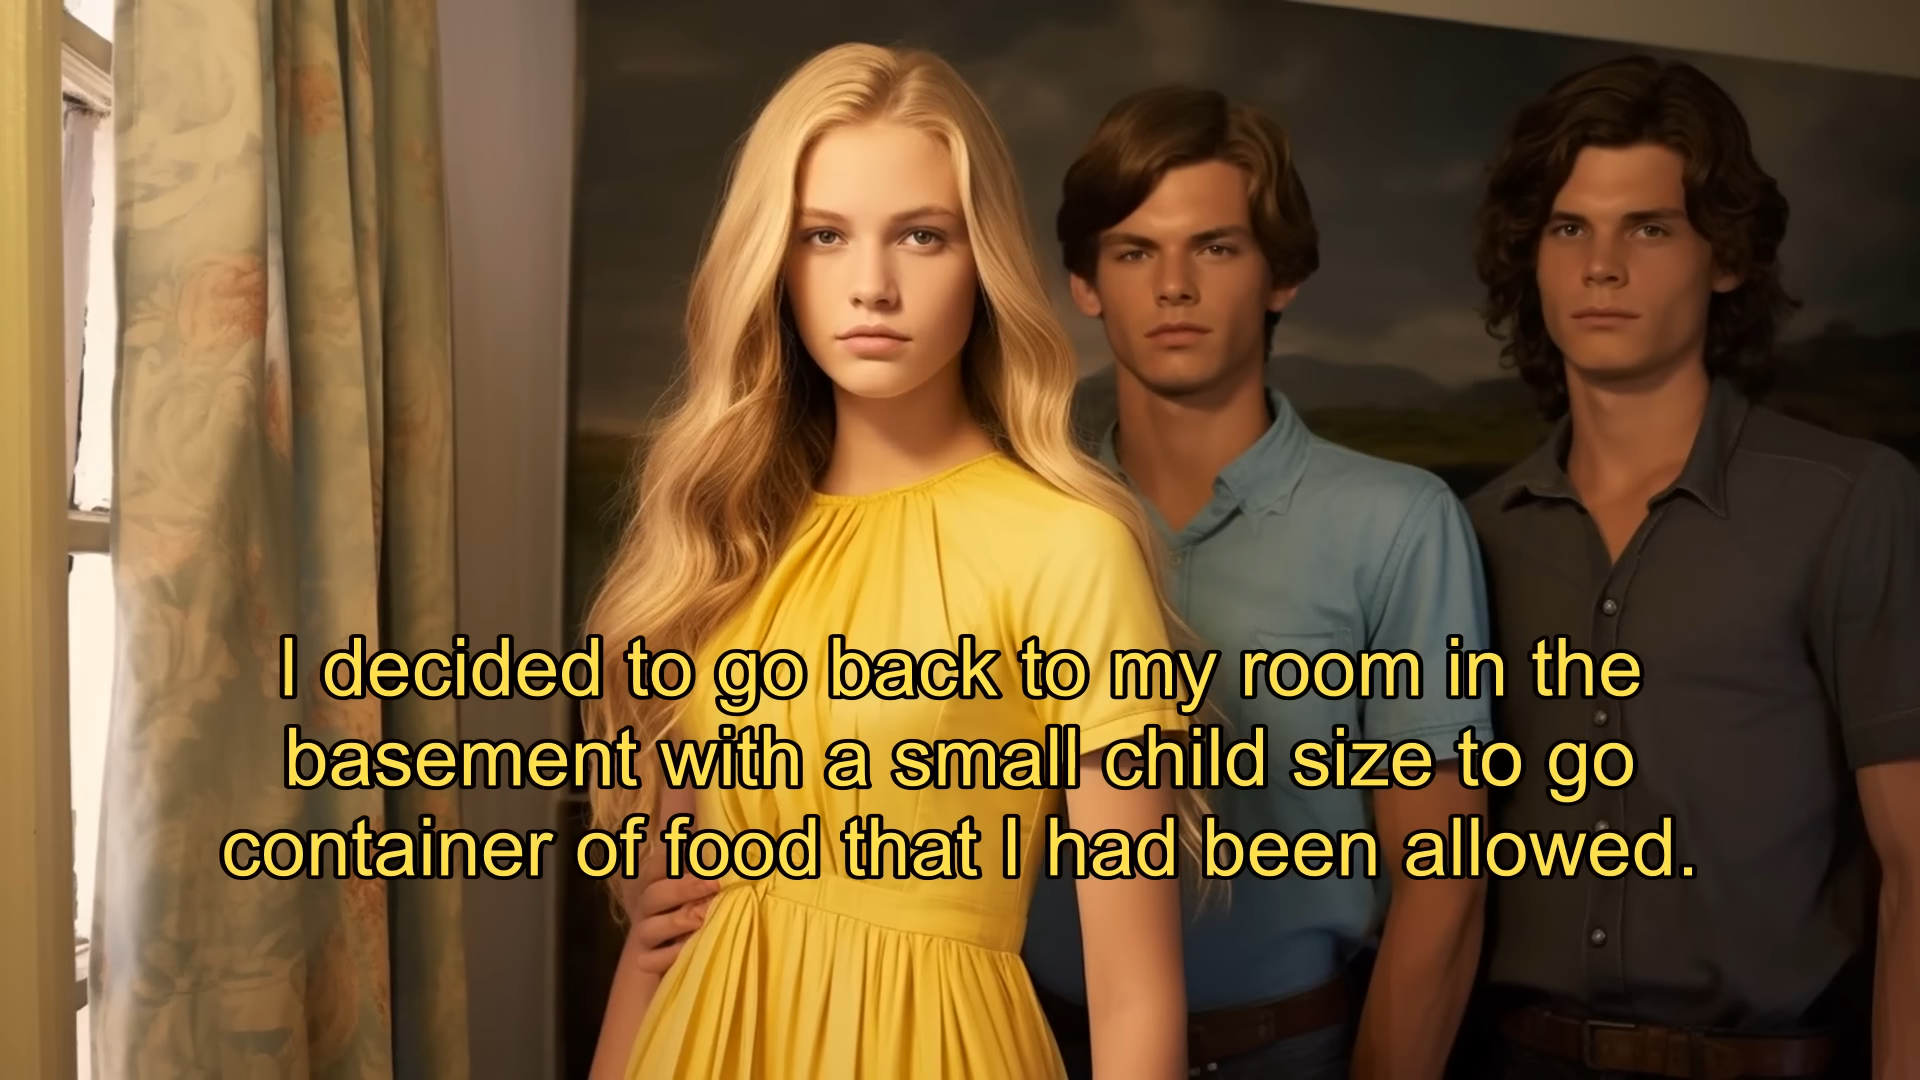 I decided to go back to my room in the
basement with a small child size to go
container of food that I had been allowed.